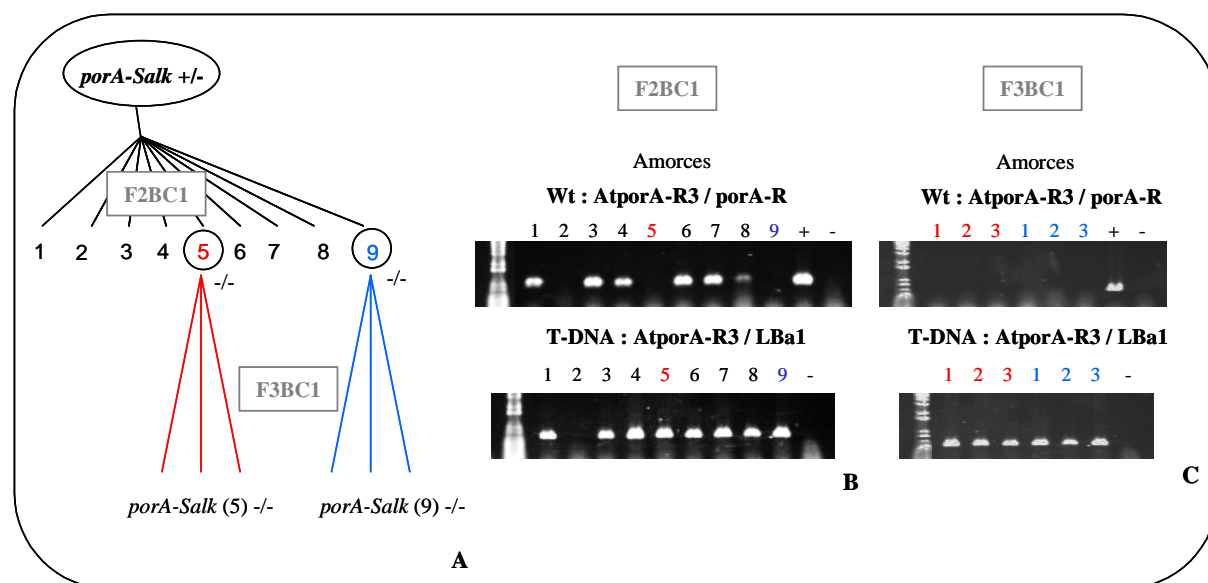 porA-Salk +/-
F2BC1
1 2 3 4 5 6 7 8 9
-/- -/-
F3BC1
porA-Salk (5) -/- porA-Salk (9) -/-
A
F2BC1
Amorces
Wt : AtporA-R3 / porA-R
1 2 3 4 5 6 7 8 9 + -
T-DNA : AtporA-R3 / LBa1
1 2 3 4 5 6 7 8 9 -
B
F3BC1
Amorces
Wt : AtporA-R3 / porA-R
1 2 3 1 2 3 + -
T-DNA : AtporA-R3 / LBa1
1 2 3 1 2 3 -
C